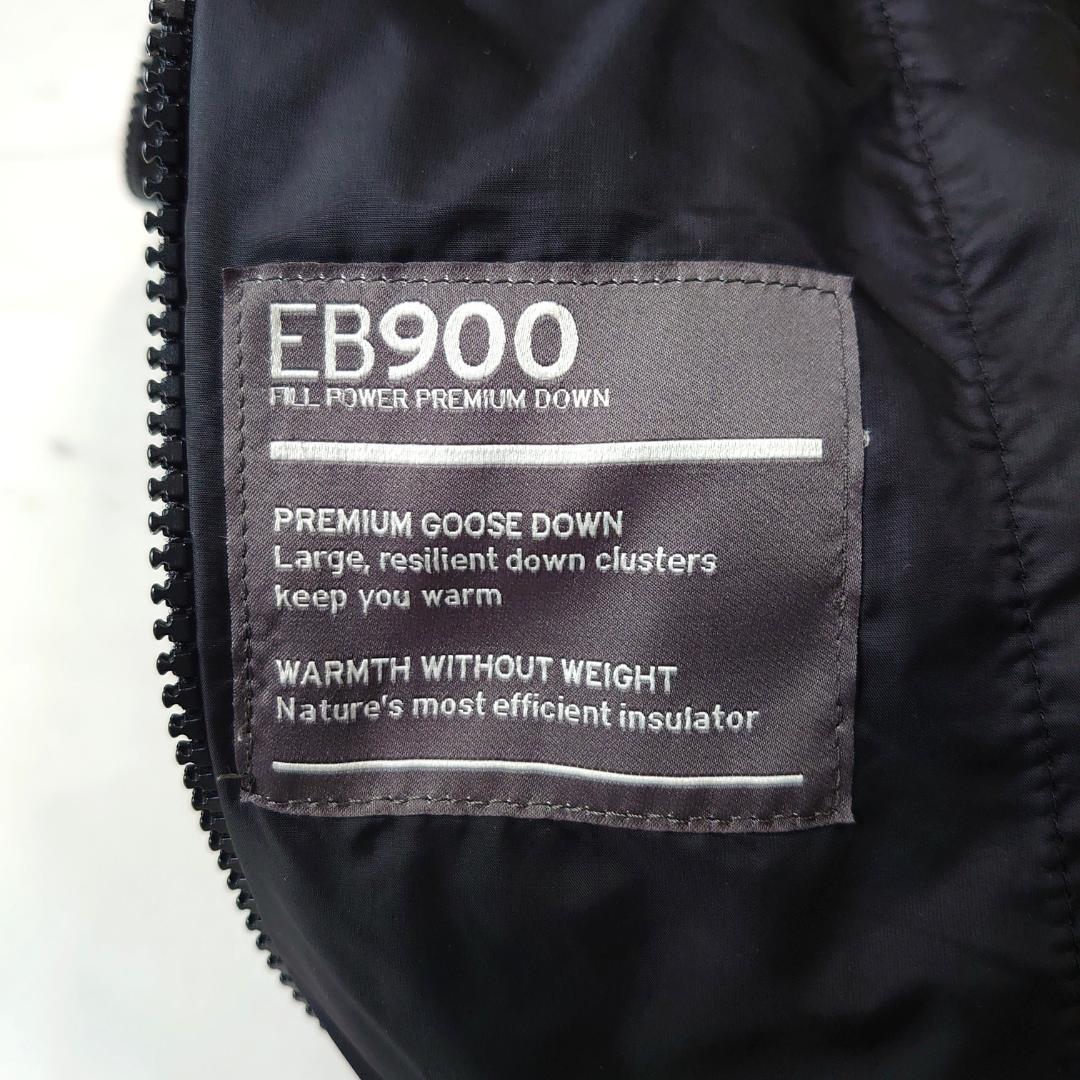 EB900
FILL POWER PREMIUM DOWN
PREMIUM GOOSE DOWN
Large, resilient down clusters
keep you warm
WARMTH WITHOUT WEIGHT
Nature's most efficient insulator